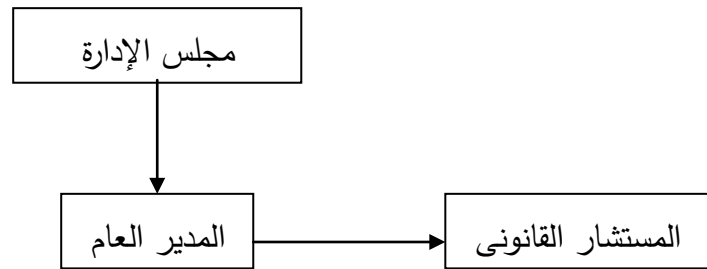 مجلس الإدارة
المدير العام
المستشار القانونى